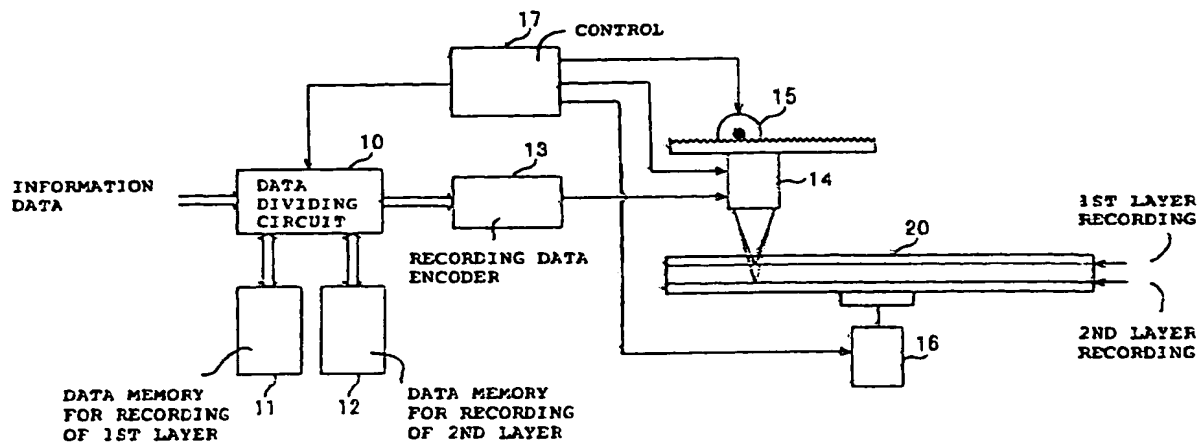 17
CONTROL
15
10
13
INFORMATION
DATA
DATA
DIVIDING
CIRCUIT
14
1ST LAYER
RECORDING
20
RECORDING DATA
ENCODER
2ND LAYER
RECORDING
16
11
12
DATA MEMORY
FOR RECORDING
OF 1ST LAYER
DATA MEMORY
FOR RECORDING
OF 2ND LAYER